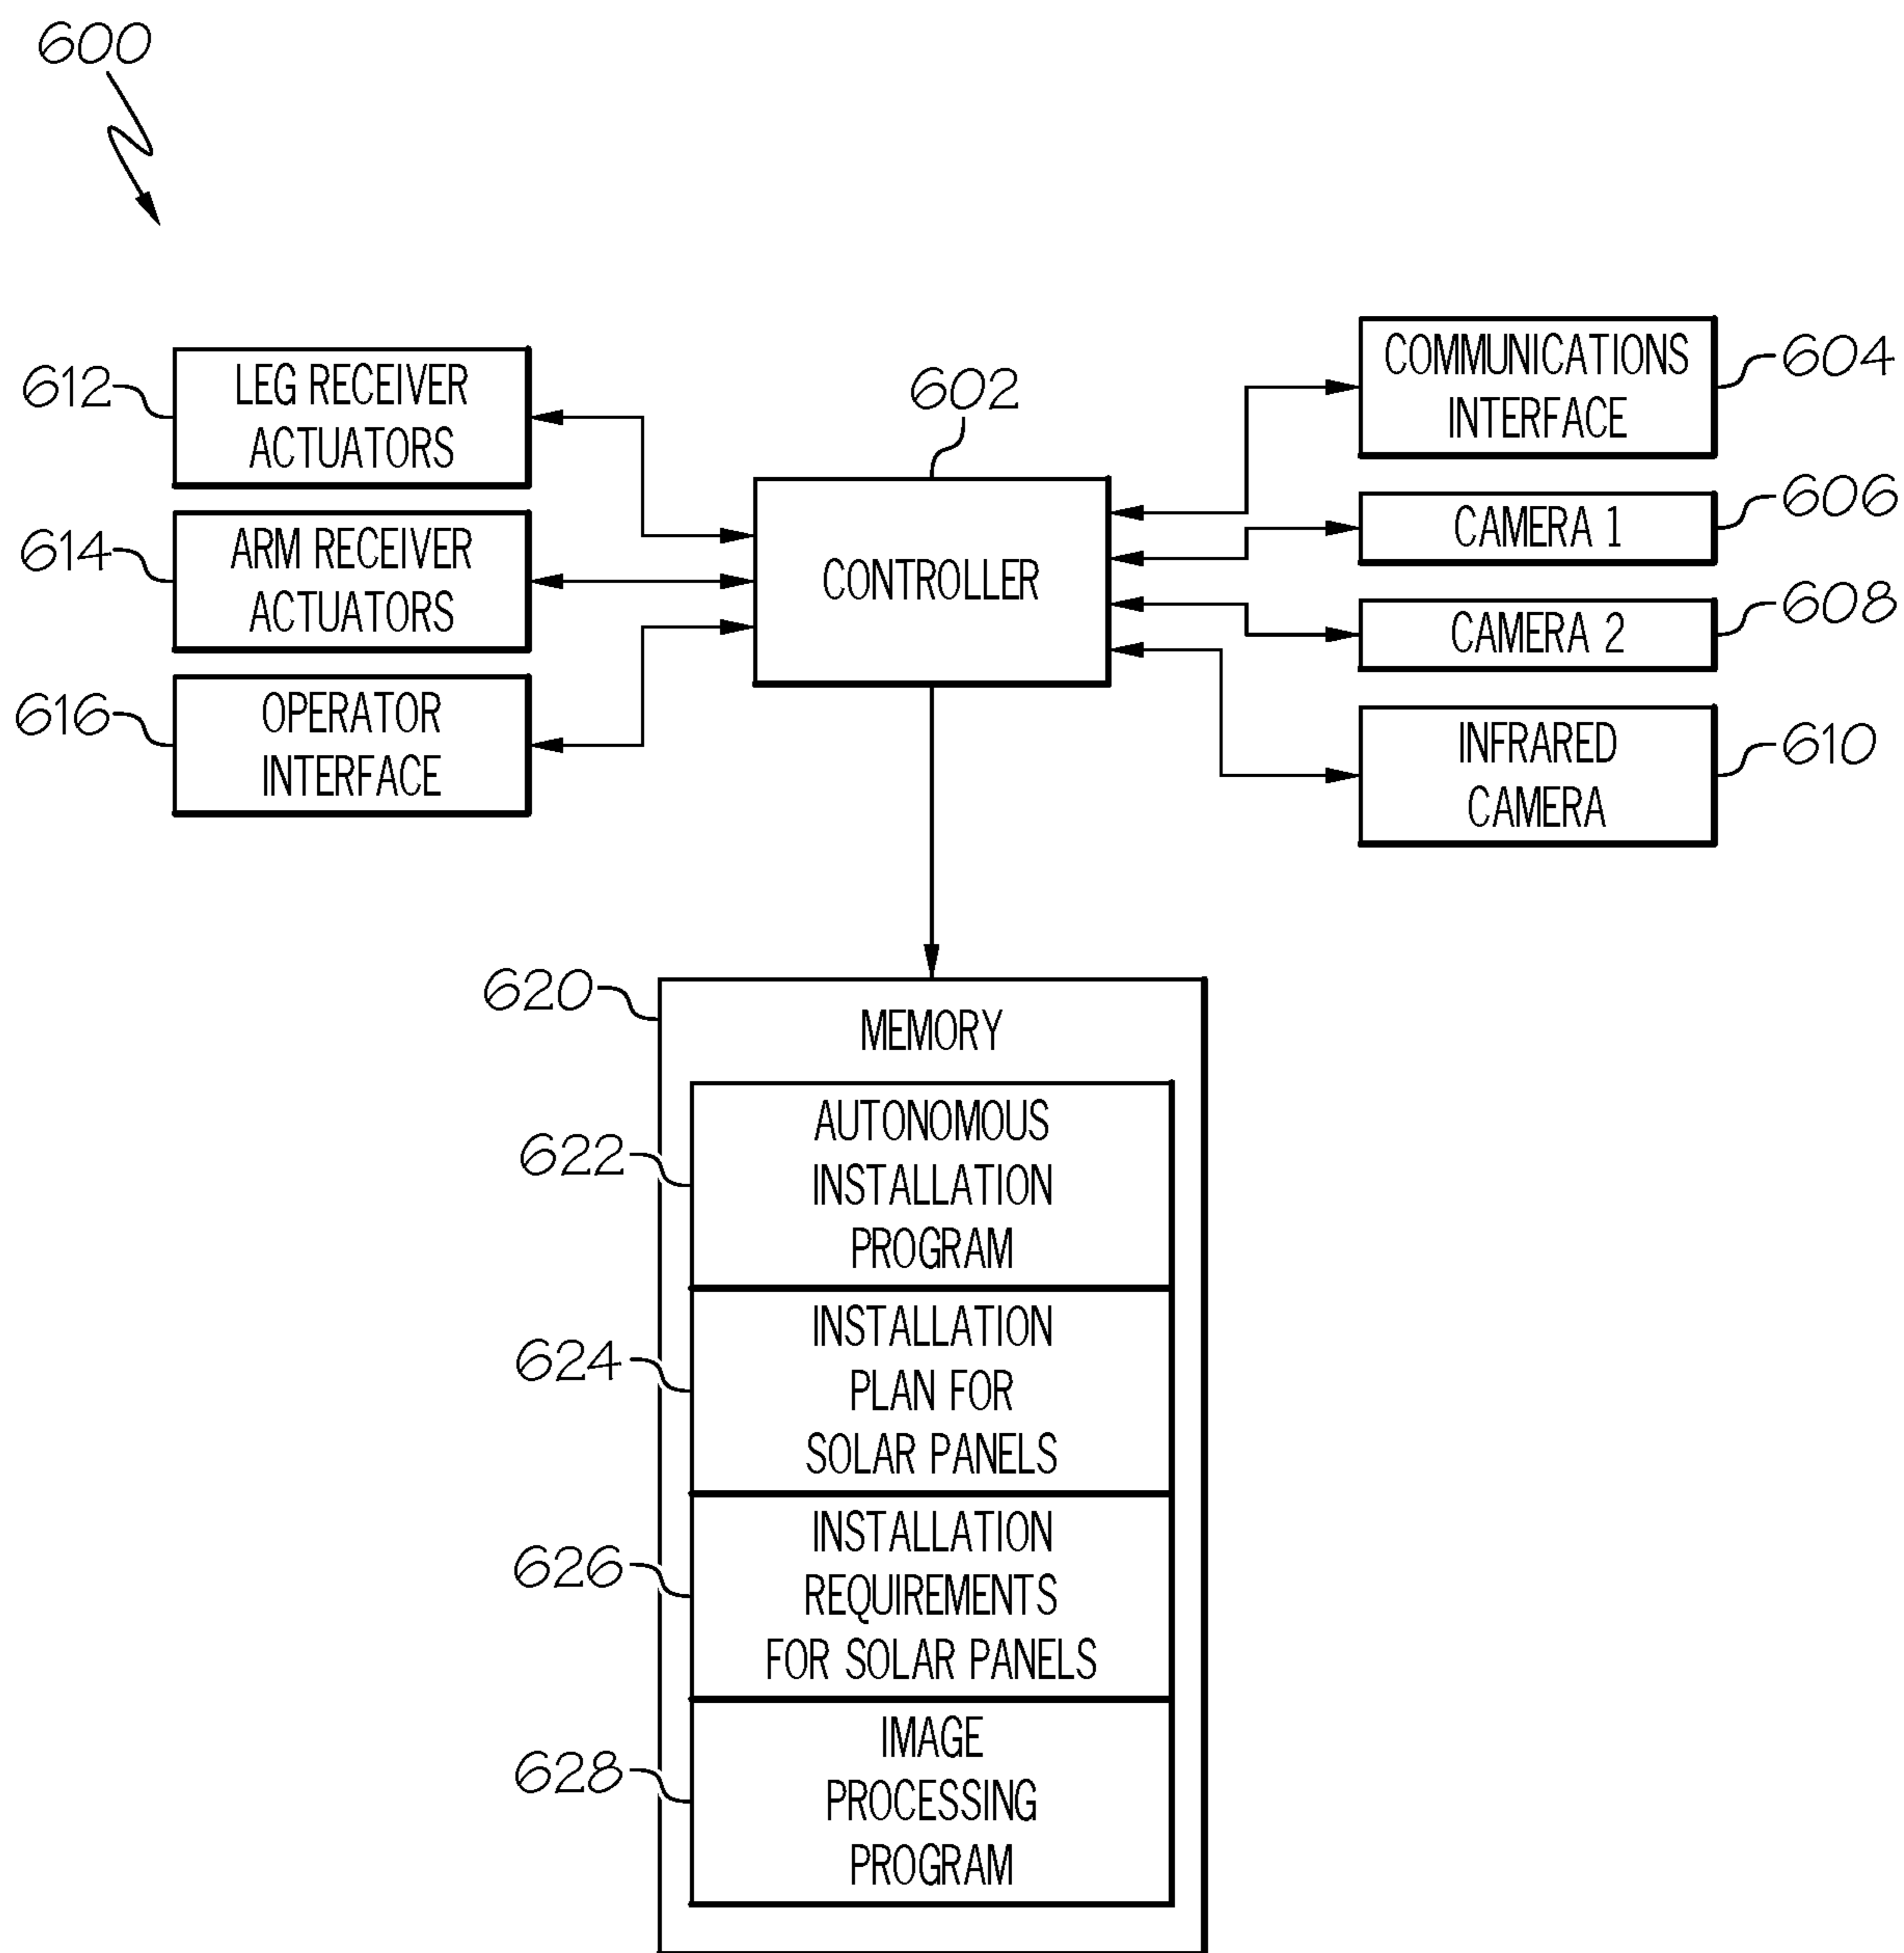 600
612
LEG RECEIVER
ACTUATORS
614
ARM RECEIVER
ACTUATORS
616
OPERATOR
INTERFACE
602
CONTROLLER
COMMUNICATIONS
INTERFACE
604
CAMERA 1
606
CAMERA 2
608
INFRARED
CAMERA
610
620
MEMORY
622
AUTONOMOUS
INSTALLATION
PROGRAM
624
INSTALLATION
PLAN FOR
SOLAR PANELS
626
INSTALLATION
REQUIREMENTS
FOR SOLAR PANELS
628
IMAGE
PROCESSING
PROGRAM